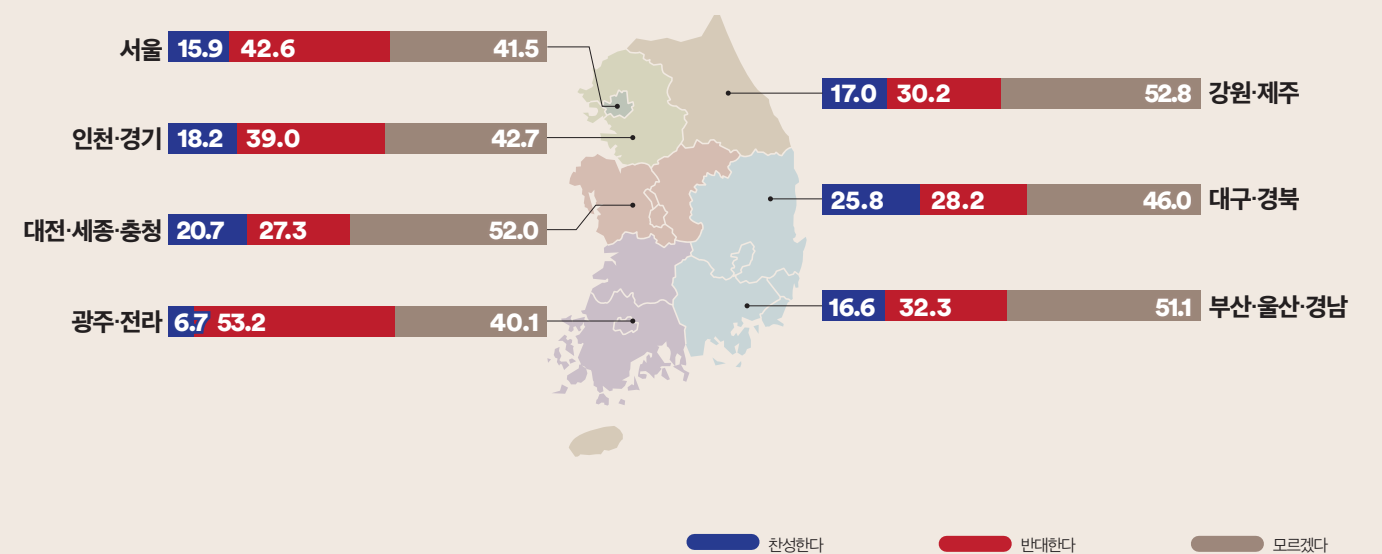 서울 15.9 42.6 41.5
인천·경기 18.2 39.0 42.7
대전·세종·충청 20.7 27.3 52.0
광주·전라 6.7 53.2 40.1
17.0 30.2 52.8 강원·제주
25.8 28.2 46.0 대구·경북
16.6 32.3 51.1 부산·울산·경남
찬성한다 반대한다 모르겠다